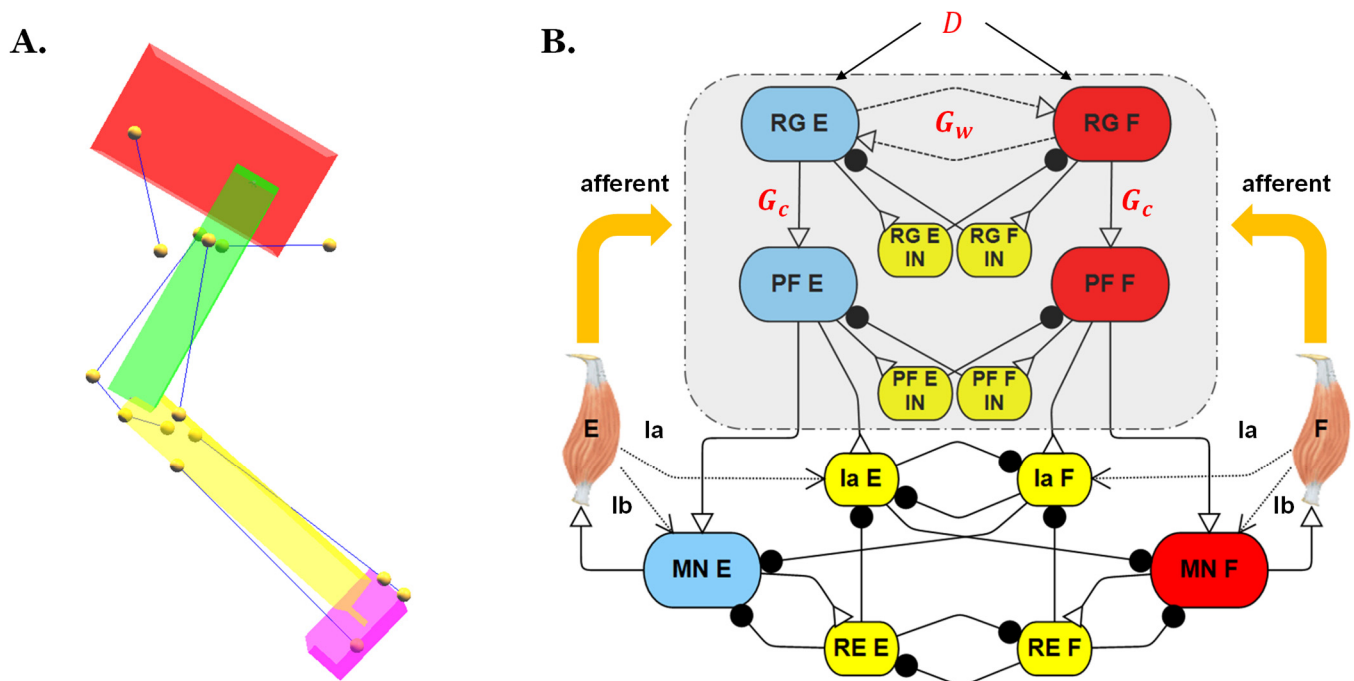 A.
B.
D
RG E
G_w
RG F
afferent
afferent
G_c
G_c
RG E
IN
RG F
IN
PF E
PF F
PF E
IN
PF F
IN
E
Ia
Ia
F
Ia E
Ia F
Ib
Ib
MN E
MN F
RE E
RE F